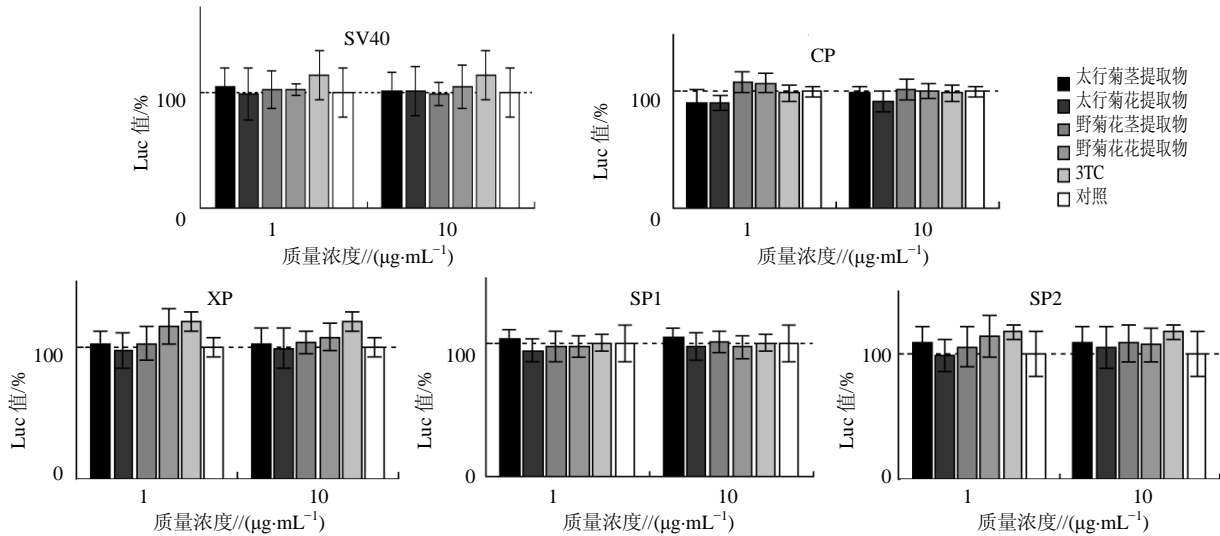 SV40
Luc 值/%
100
0
1
10
质量浓度//(μg·mL⁻¹)
CP
Luc 值/%
100
0
1
10
质量浓度//(μg·mL⁻¹)
太行菊茎提取物
太行菊花提取物
野菊花茎提取物
野菊花花提取物
3TC
对照
XP
Luc 值/%
100
0
1
10
质量浓度//(μg·mL⁻¹)
SP1
Luc 值/%
100
0
1
10
质量浓度//(μg·mL⁻¹)
SP2
Luc 值/%
100
0
1
10
质量浓度//(μg·mL⁻¹)